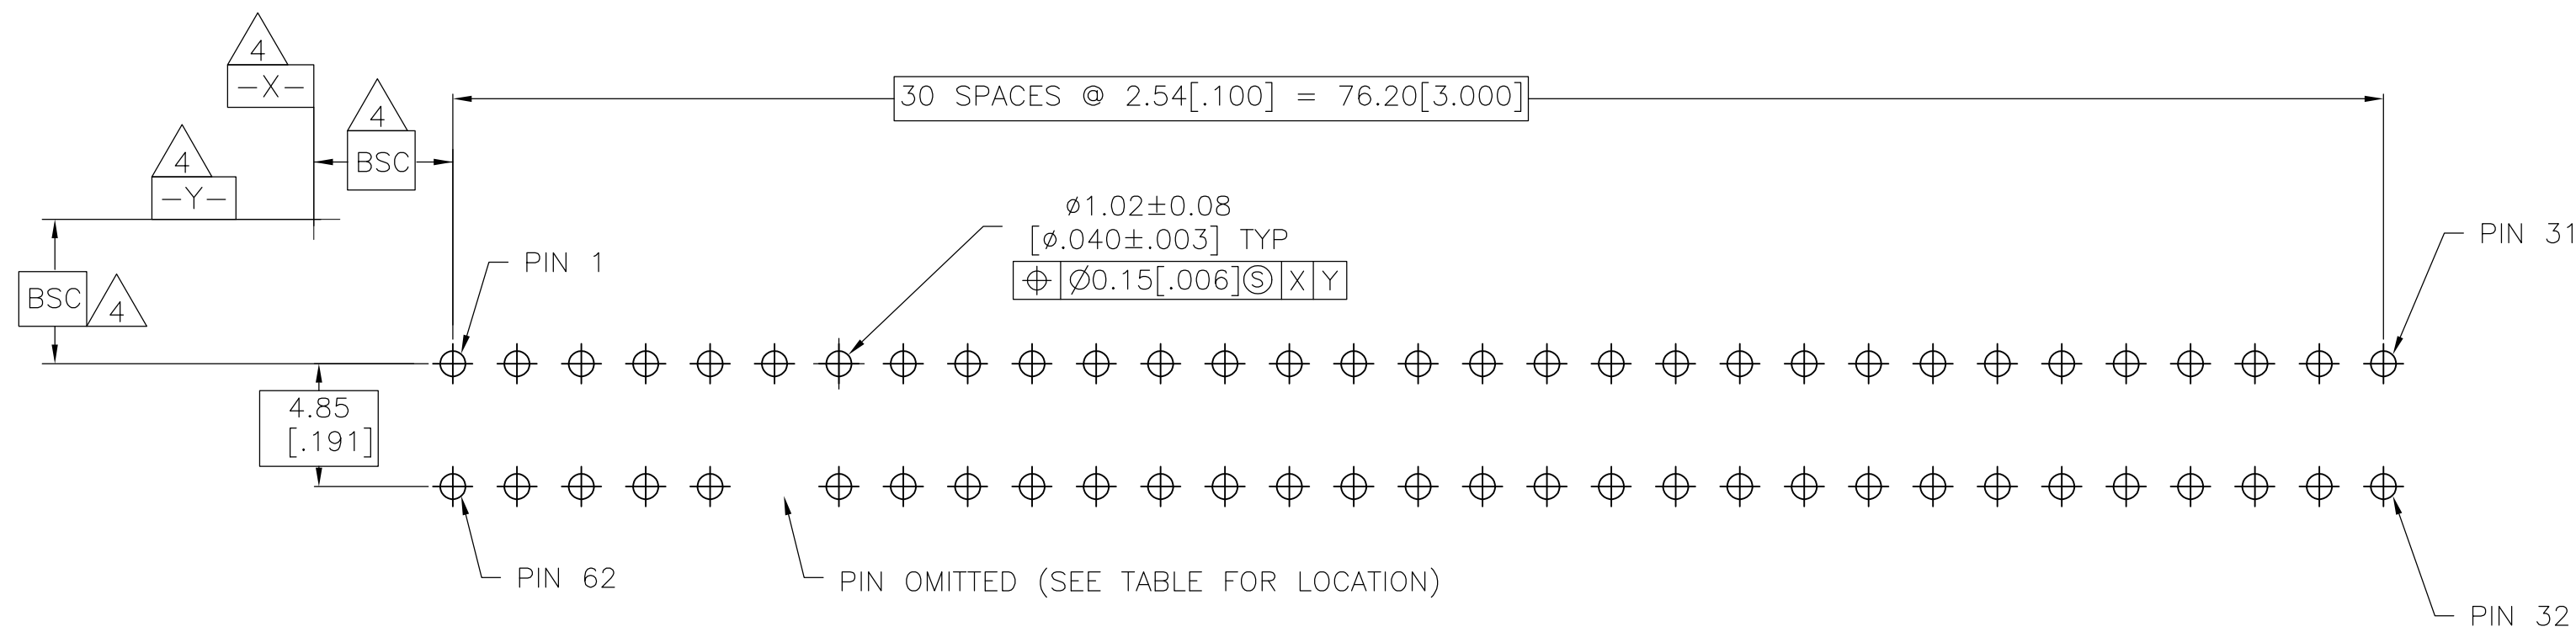 4
-X-
4
30 SPACES @ 2.54[.100] = 76.20[3.000]
4
BSC
-Y-
ø1.02±0.08
[ø.040±.003] TYP
PIN 31
PIN 1
⌖ Ø0.15[.006]Ⓢ X Y
BSC 4
4.85
[.191]
PIN 62
PIN OMITTED (SEE TABLE FOR LOCATION)
PIN 32